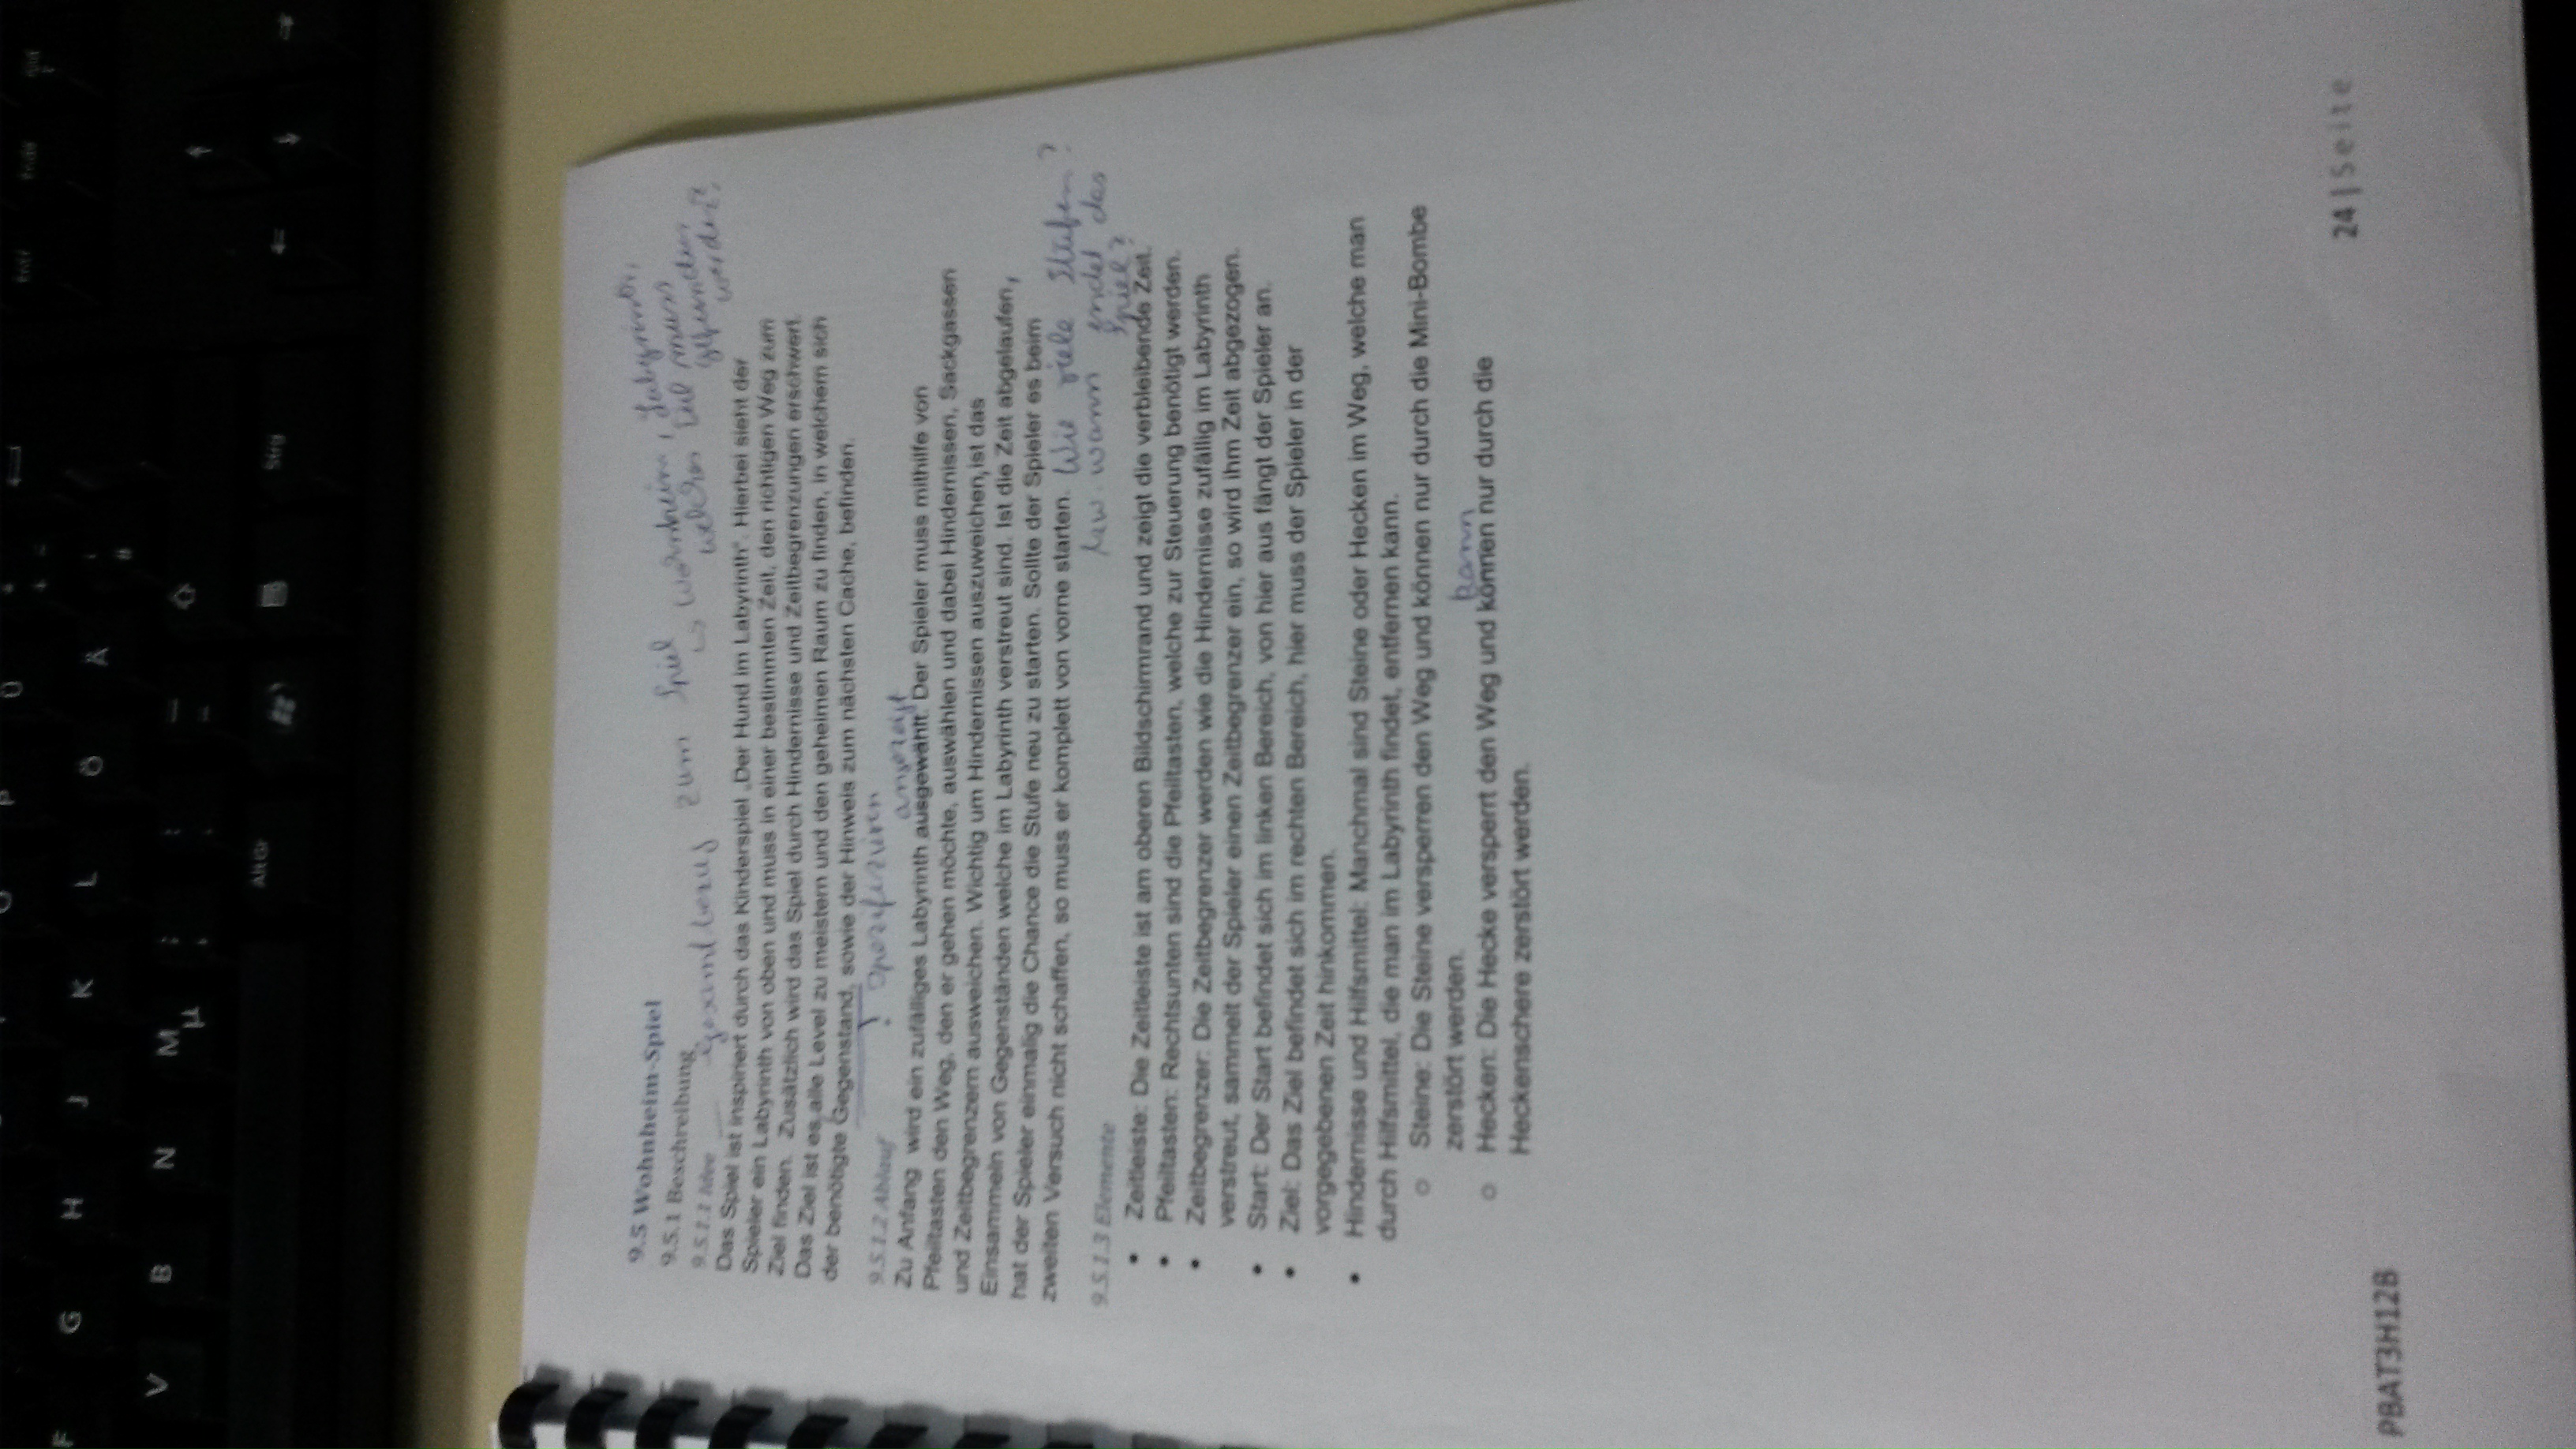 Ö P Ü * + ~ Entf Ende Bild
F G H J K L Ö Ä ' #
V B N M µ ; , : . _ -
Alt Gr Strg
9.5 Wohnheim-Spiel
9.5.1 Beschreibung
gesamtbezug zum Spiel
↳ Wohnheim, Labyrinth,
welches Ziel muss
gefunden
werden?
9.5.1.1 Idee
Das Spiel ist inspiriert durch das Kinderspiel „Der Hund im Labyrinth“. Hierbei sieht der
Spieler ein Labyrinth von oben und muss in einer bestimmten Zeit, den richtigen Weg zum
Ziel finden. Zusätzlich wird das Spiel durch Hindernisse und Zeitbegrenzungen erschwert.
Das Ziel ist es, alle Level zu meistern und den geheimen Raum zu finden, in welchem sich
der benötigte Gegenstand, sowie der Hinweis zum nächsten Cache, befinden.
! spezifizieren
9.5.1.2 Ablauf
angezeigt
Zu Anfang wird ein zufälliges Labyrinth ausgewählt. Der Spieler muss mithilfe von
Pfeiltasten den Weg, den er gehen möchte, auswählen und dabei Hindernissen, Sackgassen
und Zeitbegrenzern ausweichen. Wichtig um Hindernissen auszuweichen, ist das
Einsammeln von Gegenständen welche im Labyrinth verstreut sind. Ist die Zeit abgelaufen,
hat der Spieler einmalig die Chance die Stufe neu zu starten. Sollte der Spieler es beim
zweiten Versuch nicht schaffen, so muss er komplett von vorne starten. Wie viele Stufen?
bzw. wann endet das
Spiel?
9.5.1.3 Elemente
• Zeitleiste: Die Zeitleiste ist am oberen Bildschirmrand und zeigt die verbleibende Zeit.
• Pfeiltasten: Rechtsunten sind die Pfeiltasten, welche zur Steuerung benötigt werden.
• Zeitbegrenzer: Die Zeitbegrenzer werden wie die Hindernisse zufällig im Labyrinth
verstreut, sammelt der Spieler einen Zeitbegrenzer ein, so wird ihm Zeit abgezogen.
• Start: Der Start befindet sich im linken Bereich, von hier aus fängt der Spieler an.
• Ziel: Das Ziel befindet sich im rechten Bereich, hier muss der Spieler in der
vorgegebenen Zeit hinkommen.
• Hindernisse und Hilfsmittel: Manchmal sind Steine oder Hecken im Weg, welche man
durch Hilfsmittel, die man im Labyrinth findet, entfernen kann.
o Steine: Die Steine versperren den Weg und können nur durch die Mini-Bombe
zerstört werden.
kann
o Hecken: Die Hecke versperrt den Weg und können nur durch die
Heckenschere zerstört werden.
24 | Seite
PBAT3H12B